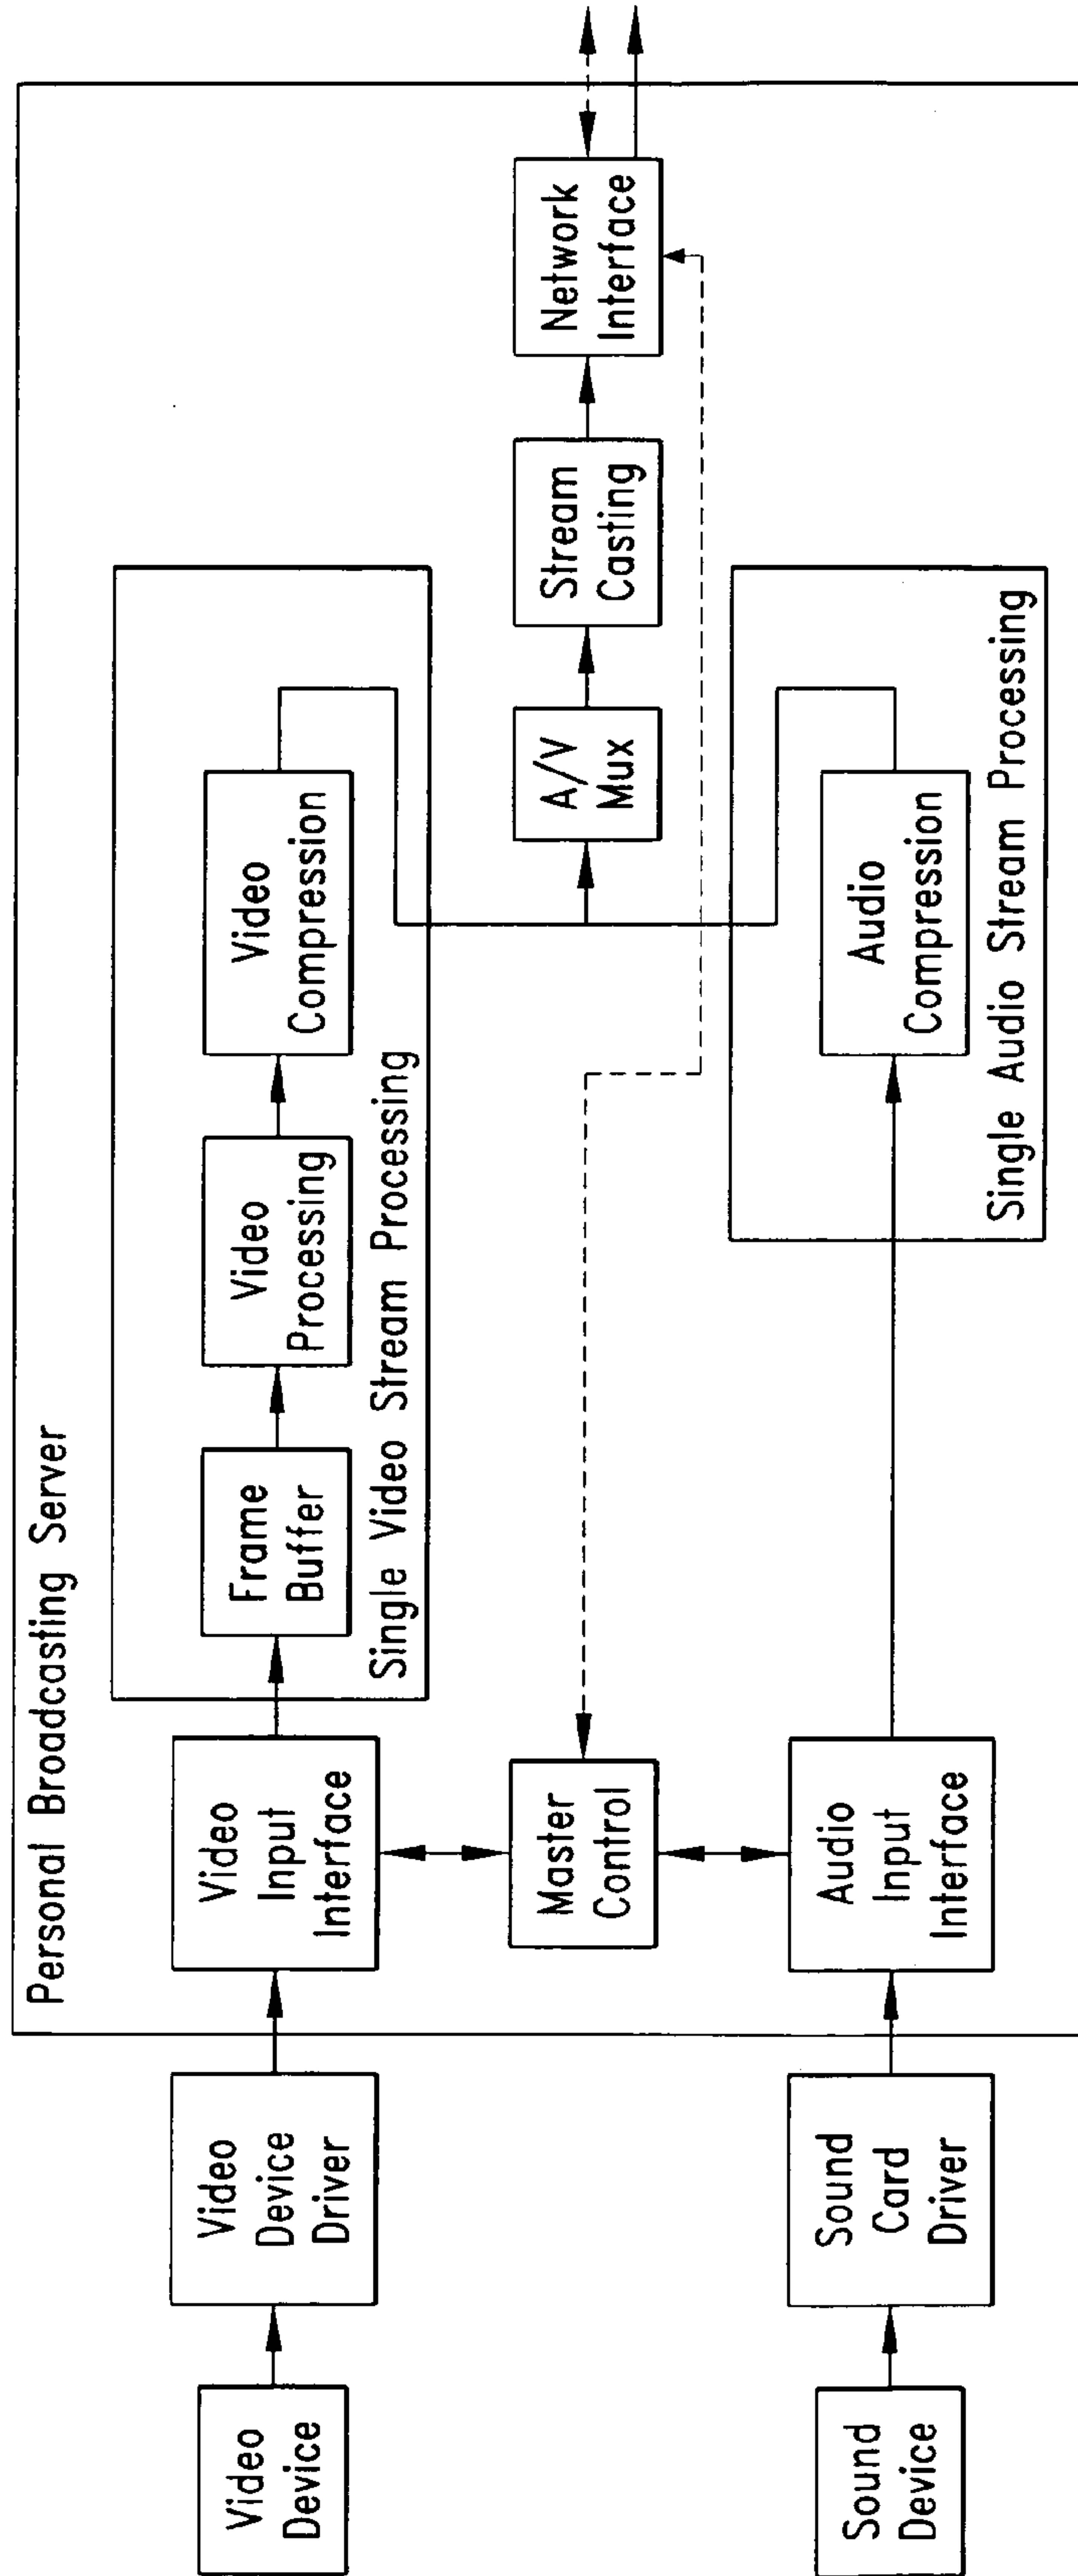 Personal Broadcasting Server
Video
Device
Video
Device
Driver
Video
Input
Interface
Frame
Buffer
Video
Processing
Video
Compression
Single Video Stream Processing
Master
Control
A/V
Mux
Stream
Casting
Network
Interface
Sound
Device
Sound
Card
Driver
Audio
Input
Interface
Audio
Compression
Single Audio Stream Processing